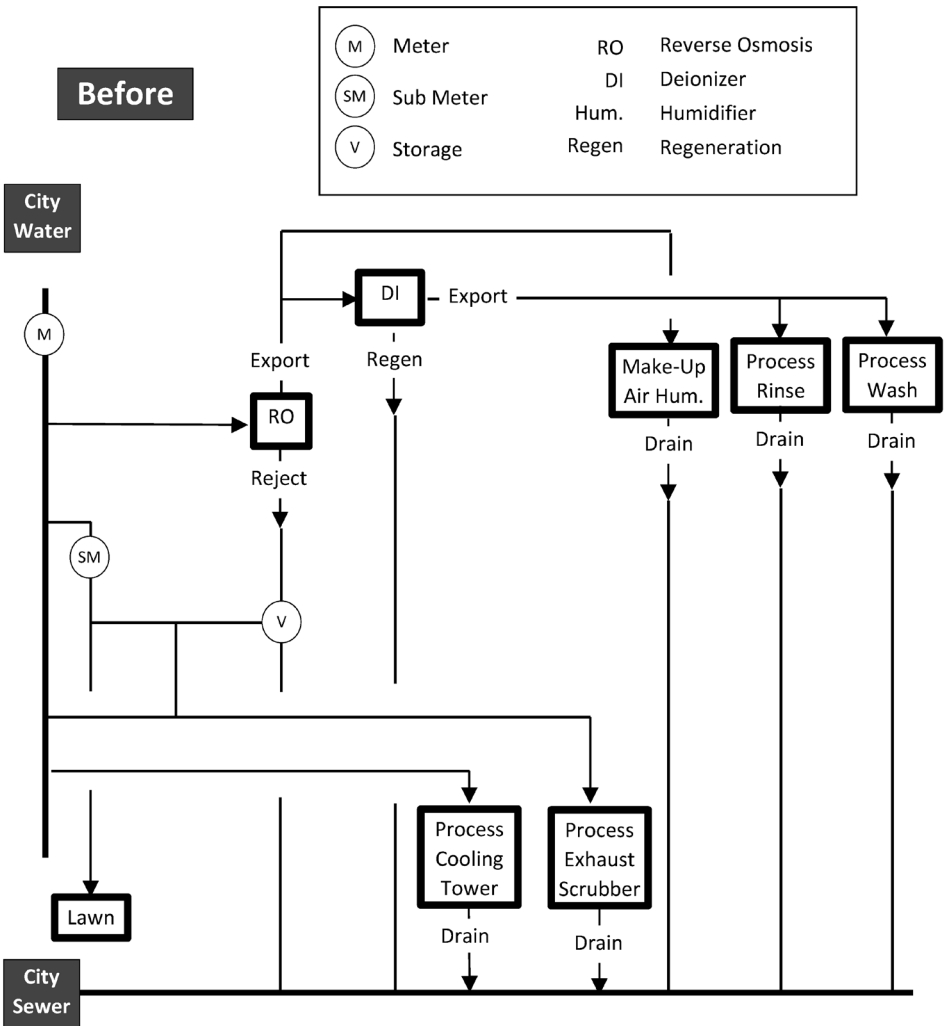 Before
M Meter
SM Sub Meter
V Storage
RO Reverse Osmosis
DI Deionizer
Hum. Humidifier
Regen Regeneration
City
Water
M
DI
Export
Export
Regen
RO
Reject
Make-Up
Air Hum.
Process
Rinse
Process
Wash
Drain
Drain
Drain
SM
V
Process
Cooling
Tower
Process
Exhaust
Scrubber
Lawn
Drain
Drain
City
Sewer